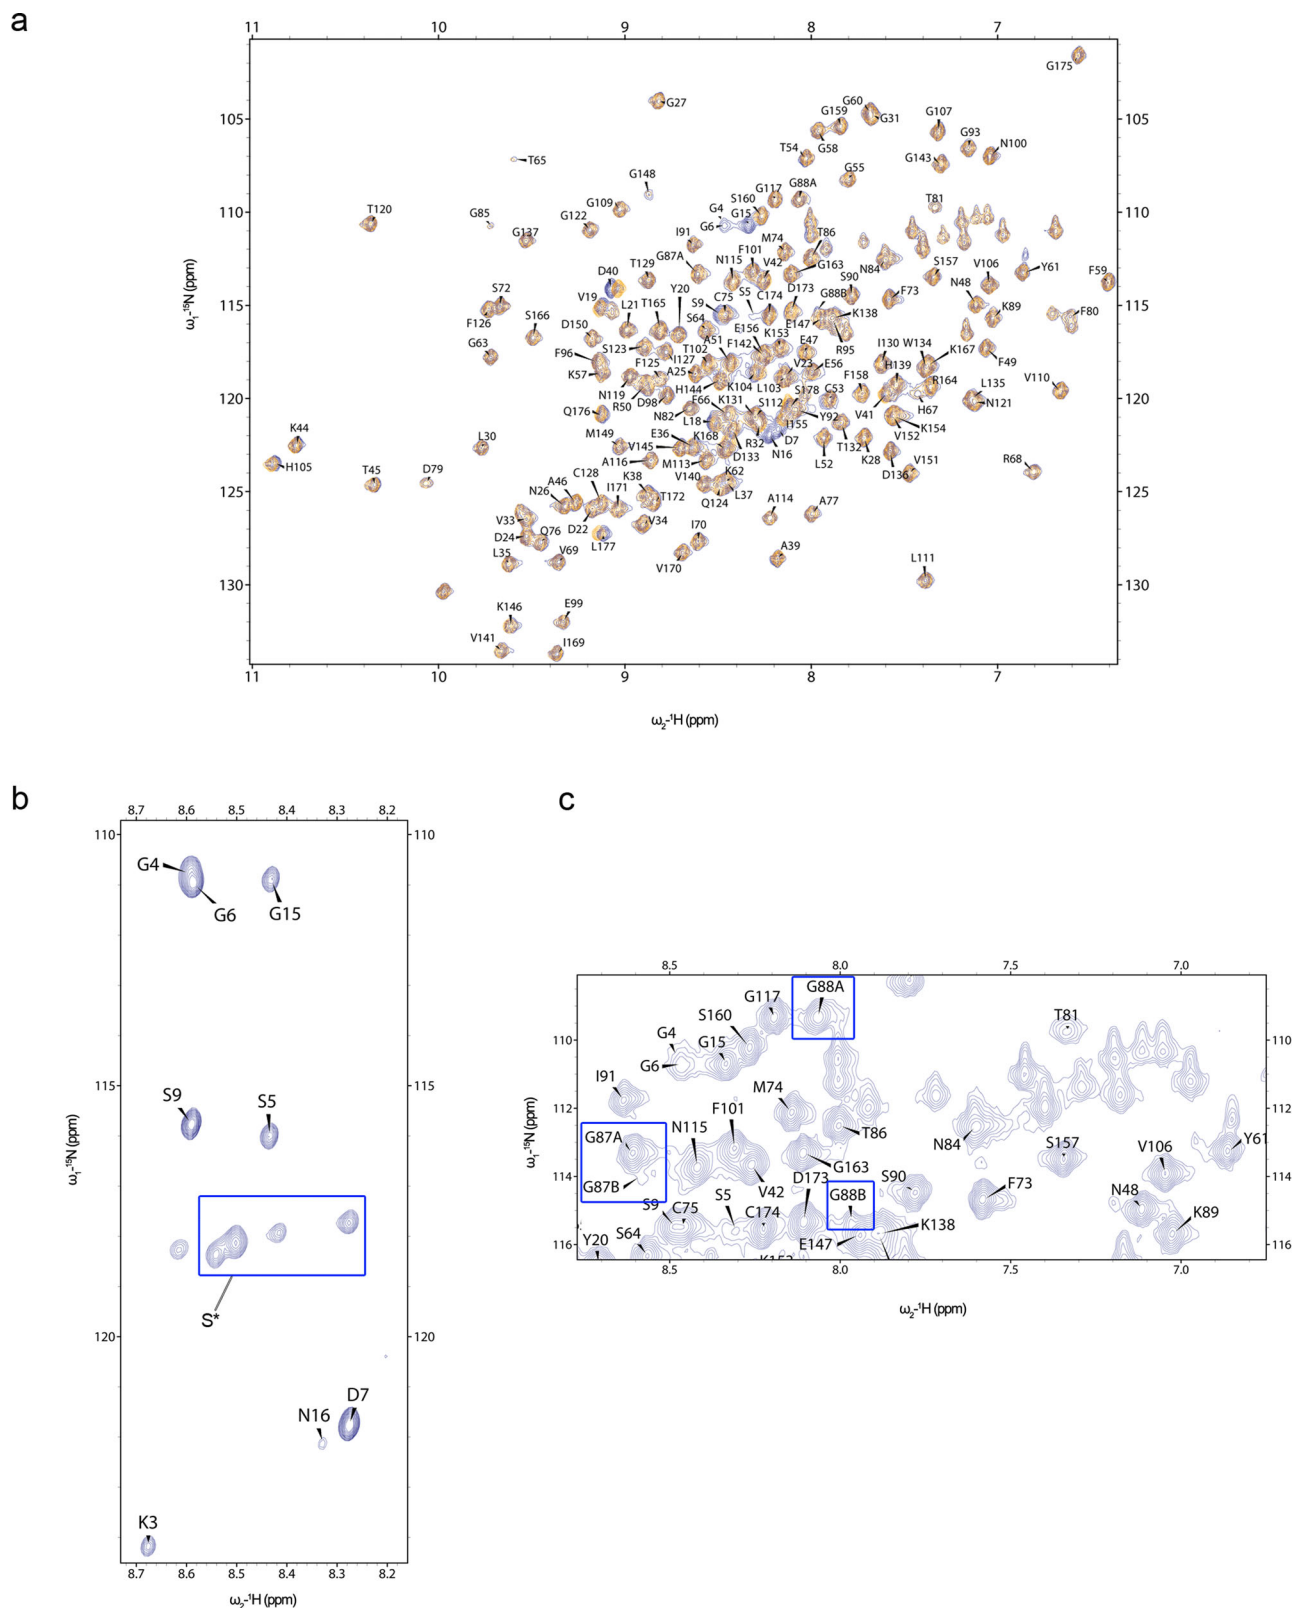 a
11 10 9 8 7
G175
105 G27 G60 G31 G159 G58 G107 105
T54 G93 N100
T65 G143
G148 G55
G117 G88A
110 T120 G85 G109 G4 S160 T81 110
G122 G6 G15
G137 I91 M74 T86
G87A F101 V42 G163 N84 S157 Y61
T129 N115 S90 V106 F59
D40
S72 V19 Y20 S9 C75 S5 C174 D173 G88B F73 N48 K89
115 F126 L21 T165 S64 E147 K138 F80 115
S166 D150 E156 K153
G63 S123 T102 A51 F142 E47 R95 I130 W134 K167 F49
F96 F125 I127 V23
K57 A25 E56 H139 R164
H144 K104 L103 F158 L135 V110
N119 R50 D98 E66 K131 S112 S178 C53 H67
120 Q176 N82 L18 Y92 V41 K154 N121 120
E36 K168 R32 I155 T132 V152
K44 L30 M149 V145 D133 D7 N16 L52 K28 V151
H105 A116 M113 D136 R68
T45 D79 A46 C128 I171 K38 V140 K62
125 N26 T172 Q124 L37 A114 A77 125
V33 D22 V34
D24 Q76 I70
L35 V69 L177 V170 A39 L111
130 130
K146 E99
V141 I169
11 10 9 8 7
ω₁-¹⁵N (ppm)
ω₂-¹H (ppm)
b
8.7 8.6 8.5 8.4 8.3 8.2
110 110
G4
G6 G15
115 115
S9 S5
S*
120 120
N16 D7
K3
8.7 8.6 8.5 8.4 8.3 8.2
ω₁-¹⁵N (ppm)
ω₂-¹H (ppm)
c
8.5 8.0 7.5 7.0
G117 G88A
S160 T81
110 G4 G15 110
G6
I91 M74
112 F101 112
G87A N115 T86 N84
S157 V106 Y61
G163
114 G87B V42 D173 S90 F73 114
S9 S5 G88B N48
C75 C174 K138 K89
116 Y20 S64 E147 116
8.5 8.0 7.5 7.0
ω₁-¹⁵N (ppm)
ω₂-¹H (ppm)